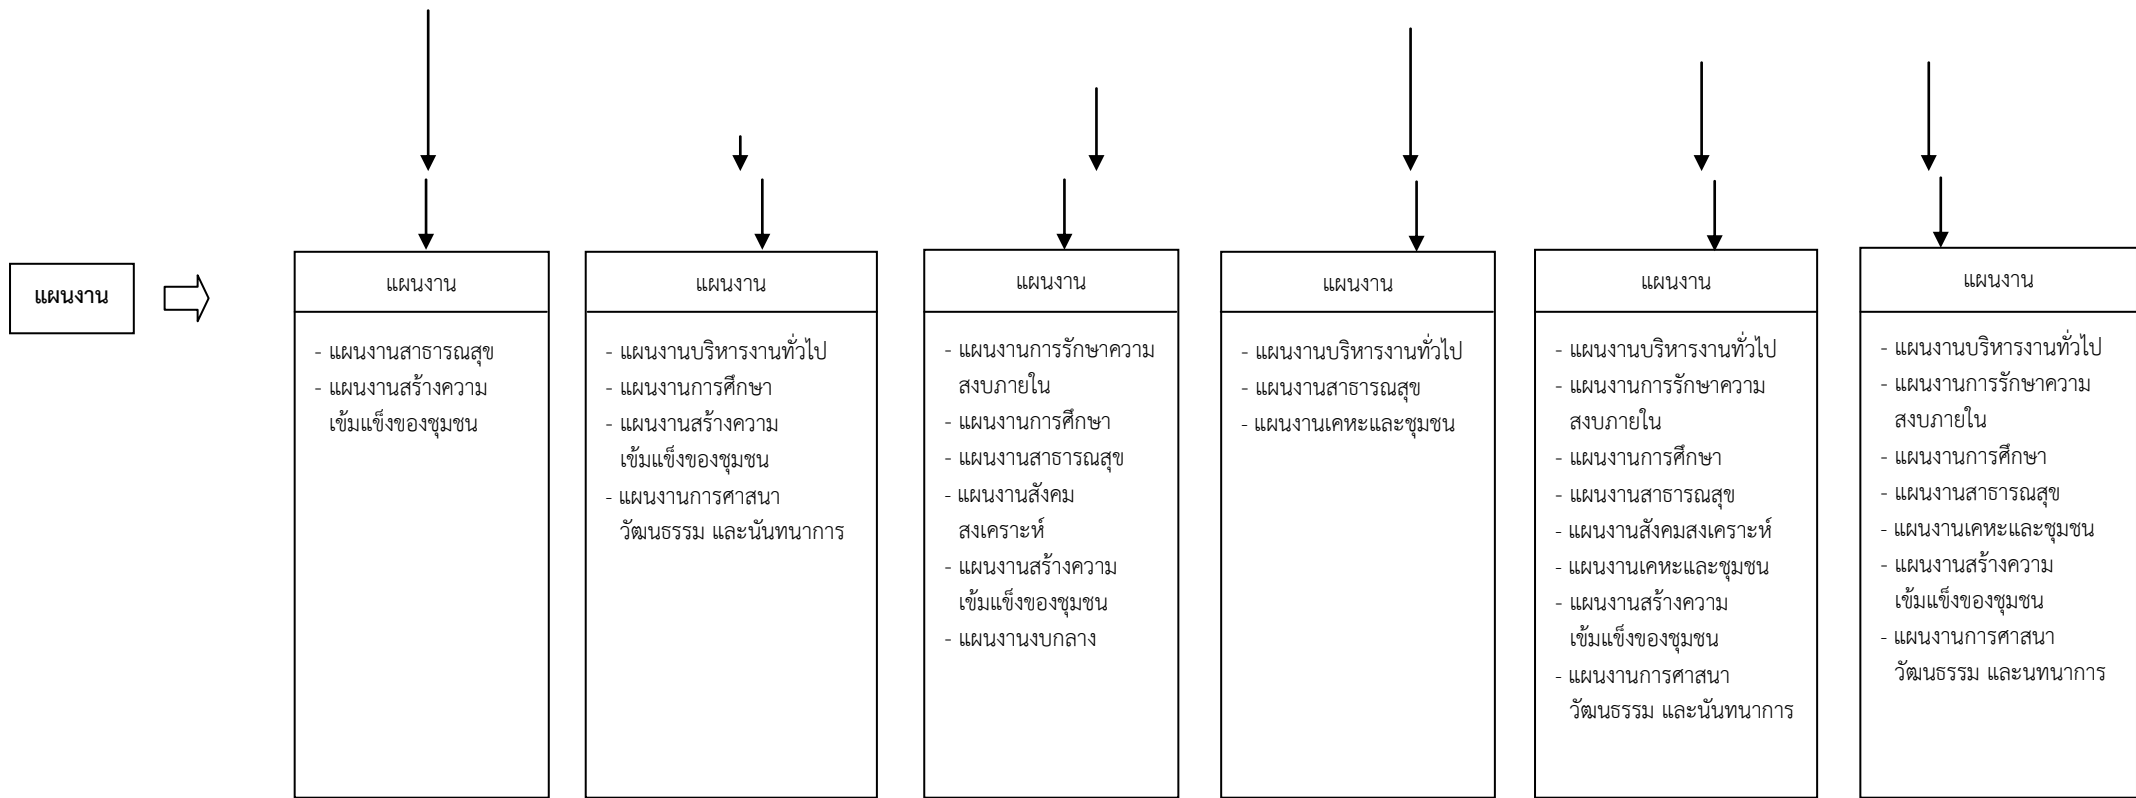 แผนงาน
แผนงาน
- แผนงานสาธารณสุข
- แผนงานสร้างความ
เข้มแข็งของชุมชน
แผนงาน
- แผนงานบริหารงานทั่วไป
- แผนงานการศึกษา
- แผนงานสร้างความ
เข้มแข็งของชุมชน
- แผนงานการศาสนา
วัฒนธรรม และนันทนาการ
แผนงาน
- แผนงานการรักษาความ
สงบภายใน
- แผนงานการศึกษา
- แผนงานสาธารณสุข
- แผนงานสังคม
สงเคราะห์
- แผนงานสร้างความ
เข้มแข็งของชุมชน
- แผนงานงบกลาง
แผนงาน
- แผนงานบริหารงานทั่วไป
- แผนงานสาธารณสุข
- แผนงานเคหะและชุมชน
แผนงาน
- แผนงานบริหารงานทั่วไป
- แผนงานการรักษาความ
สงบภายใน
- แผนงานการศึกษา
- แผนงานสาธารณสุข
- แผนงานสังคมสงเคราะห์
- แผนงานเคหะและชุมชน
- แผนงานสร้างความ
เข้มแข็งของชุมชน
- แผนงานการศาสนา
วัฒนธรรม และนันทนาการ
แผนงาน
- แผนงานบริหารงานทั่วไป
- แผนงานการรักษาความ
สงบภายใน
- แผนงานการศึกษา
- แผนงานสาธารณสุข
- แผนงานเคหะและชุมชน
- แผนงานสร้างความ
เข้มแข็งของชุมชน
- แผนงานการศาสนา
วัฒนธรรม และนทนาการ